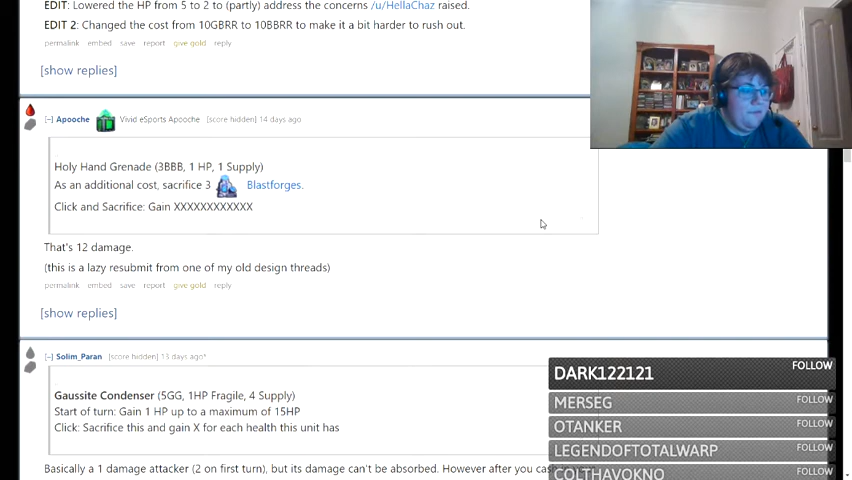 EDIT: Lowered the HP from 5 to 2 to (partly) address the concerns /u/HellaChaz raised.
EDIT 2: Changed the cost from 10GBRR to 10BBRR to make it a bit harder to rush out.
permalink embed save report give gold reply
[show replies]
[–] Apooche Vivid eSports Apooche [score hidden] 14 days ago
Holy Hand Grenade (3BBB, 1 HP, 1 Supply)
As an additional cost, sacrifice 3 Blastforges.
Click and Sacrifice: Gain XXXXXXXXXXXX
That's 12 damage.
(this is a lazy resubmit from one of my old design threads)
permalink embed save report give gold reply
[show replies]
[–] Solim_Paran [score hidden] 13 days ago*
Gaussite Condenser (5GG, 1HP Fragile, 4 Supply)
Start of turn: Gain 1 HP up to a maximum of 15HP
Click: Sacrifice this and gain X for each health this unit has
Basically a 1 damage attacker (2 on first turn), but its damage can't be absorbed. However after you cash
DARK122121 FOLLOW
MERSEG FOLLOW
OTANKER FOLLOW
LEGENDOFTOTALWARP FOLLOW
COLTHAVOKNO FOLLOW